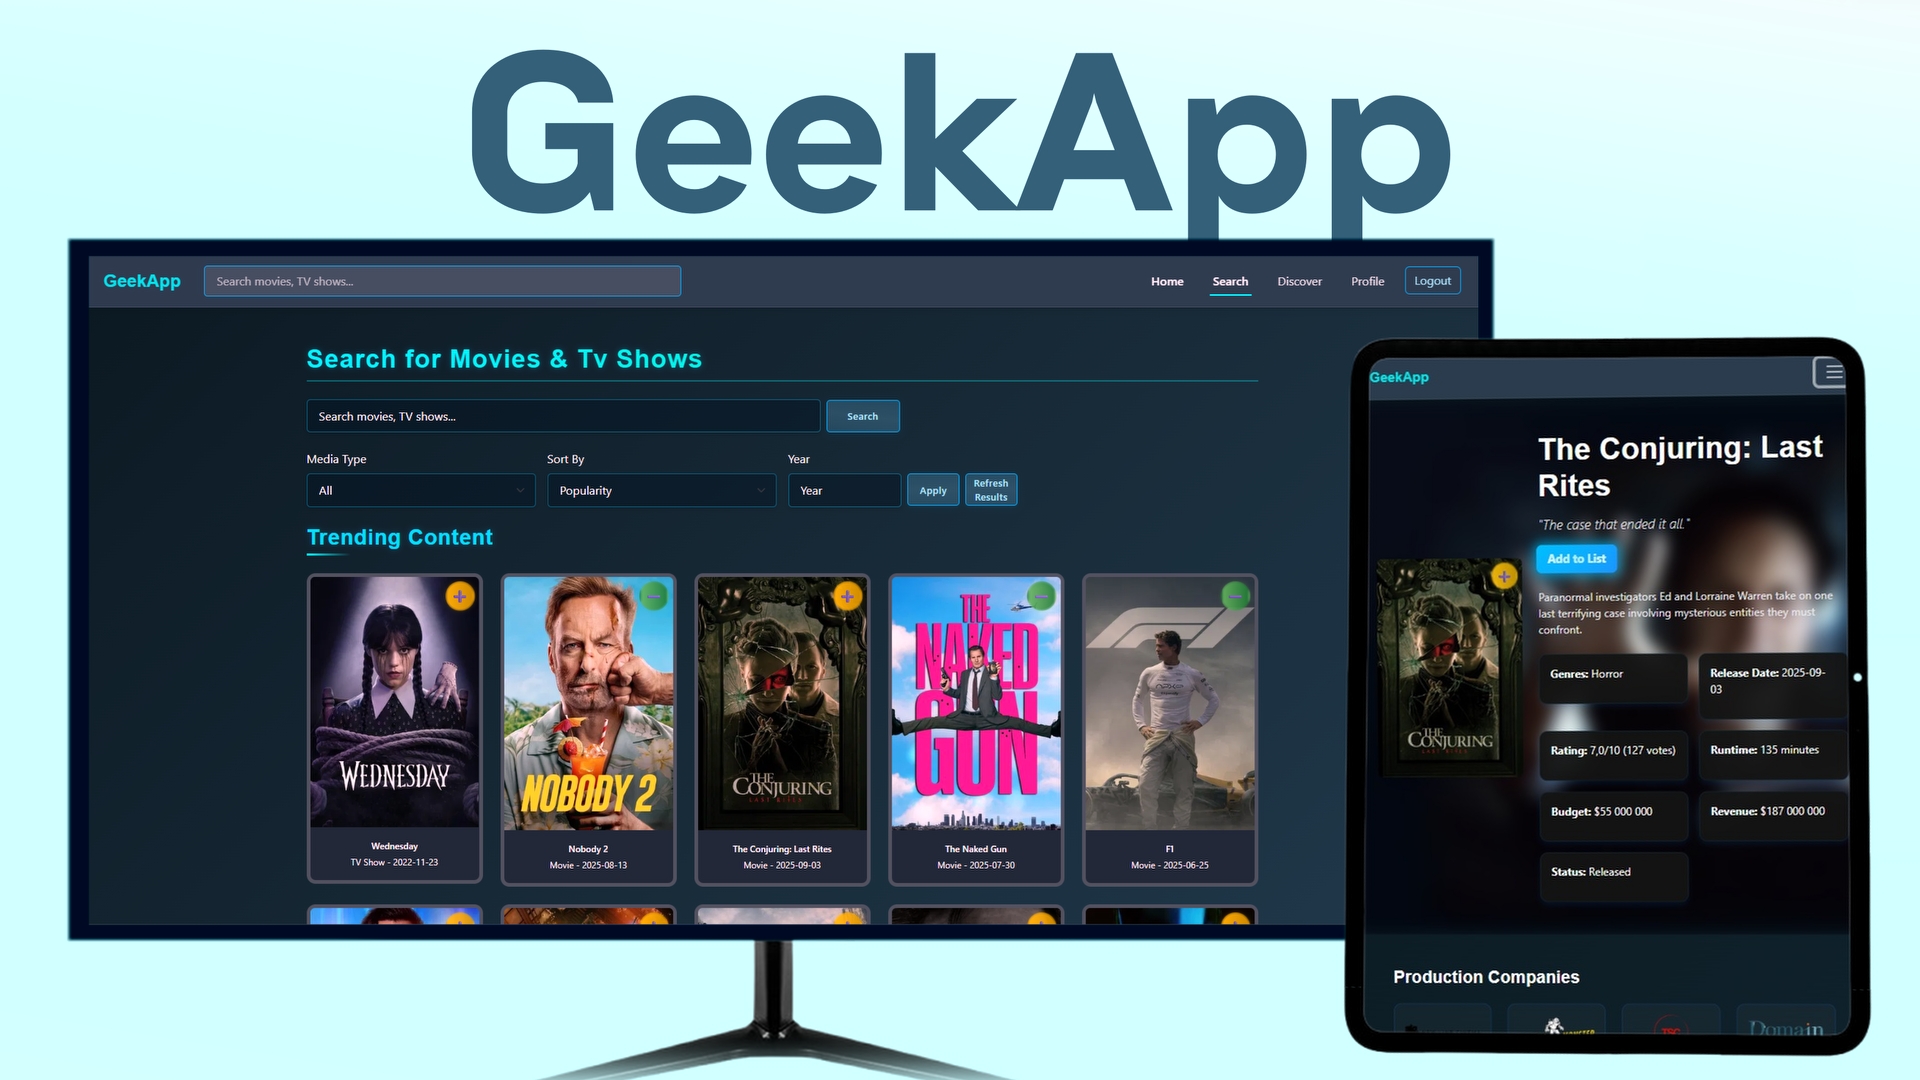 GeekApp
GeekApp
Search movies, TV shows...
Home
Search
Discover
Profile
Logout
Search for Movies & Tv Shows
Search movies, TV shows...
Search
Media Type
Sort By
Year
All
Popularity
Year
Apply
Refresh
Results
Trending Content
WEDNESDAY
NOBODY 2
THE
CONJURING
LAST RITES
THE
NAKED
GUN
F1
Wednesday
TV Show - 2022-11-23
Nobody 2
Movie - 2025-08-13
The Conjuring: Last Rites
Movie - 2025-09-03
The Naked Gun
Movie - 2025-07-30
F1
Movie - 2025-06-25
GeekApp
The Conjuring: Last
Rites
"The case that ended it all."
Add to List
Paranormal investigators Ed and Lorraine Warren take on one
last terrifying case involving mysterious entities they must
confront.
THE
CONJURING
LAST RITES
Genres: Horror
Release Date: 2025-09-
03
Rating: 7,0/10 (127 votes)
Runtime: 135 minutes
Budget: $55 000 000
Revenue: $187 000 000
Status: Released
Production Companies
Domain